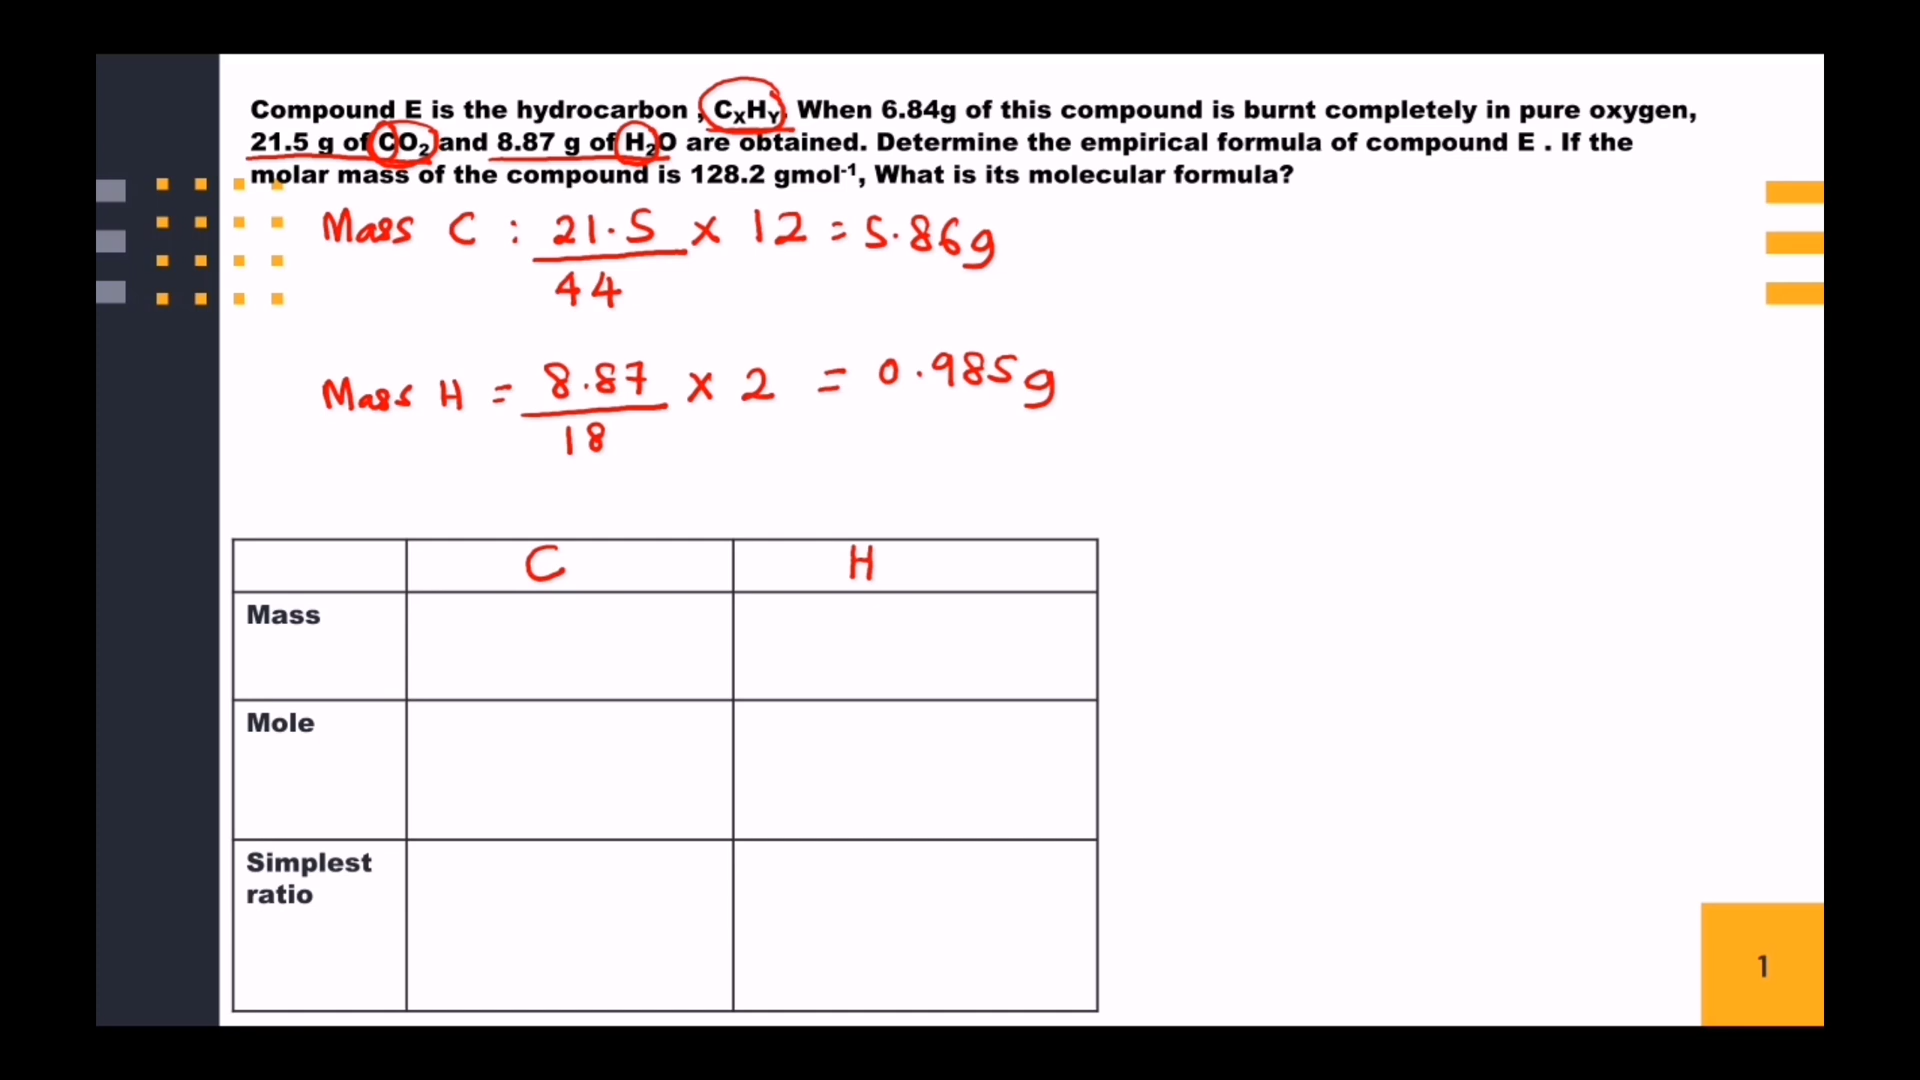 Compound E is the hydrocarbon , CₓHᵧ. When 6.84g of this compound is burnt completely in pure oxygen,
21.5 g of CO₂ and 8.87 g of H₂O are obtained. Determine the empirical formula of compound E . If the
molar mass of the compound is 128.2 gmol⁻¹, What is its molecular formula?
Mass C : 21.5 x 12 = 5.86g
44
Mass H = 8.87 x 2 = 0.985g
18
C H
Mass
Mole
Simplest
ratio
1